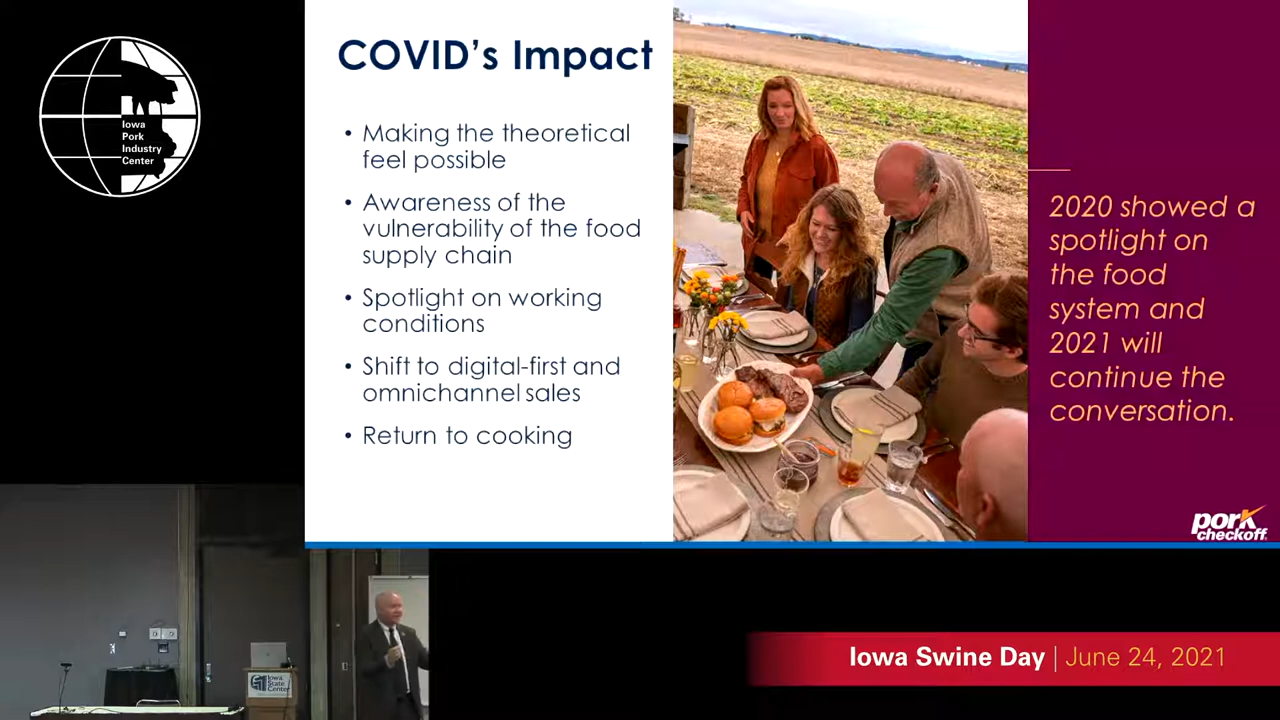 Iowa
Pork
Industry
Center
COVID's Impact
• Making the theoretical
feel possible
• Awareness of the
vulnerability of the food
supply chain
• Spotlight on working
conditions
• Shift to digital-first and
omnichannel sales
• Return to cooking
2020 showed a
spotlight on
the food
system and
2021 will
continue the
conversation.
pork
checkoff
Iowa State
Center
Iowa Swine Day | June 24, 2021